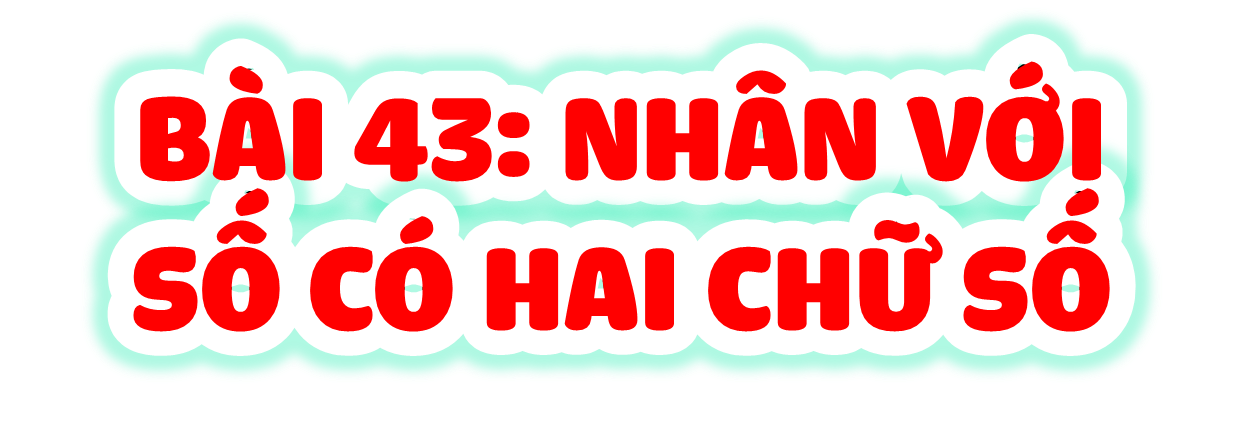 BÀI 43: NHÂN VỚI
SỐ CÓ HAI CHỮ SỐ